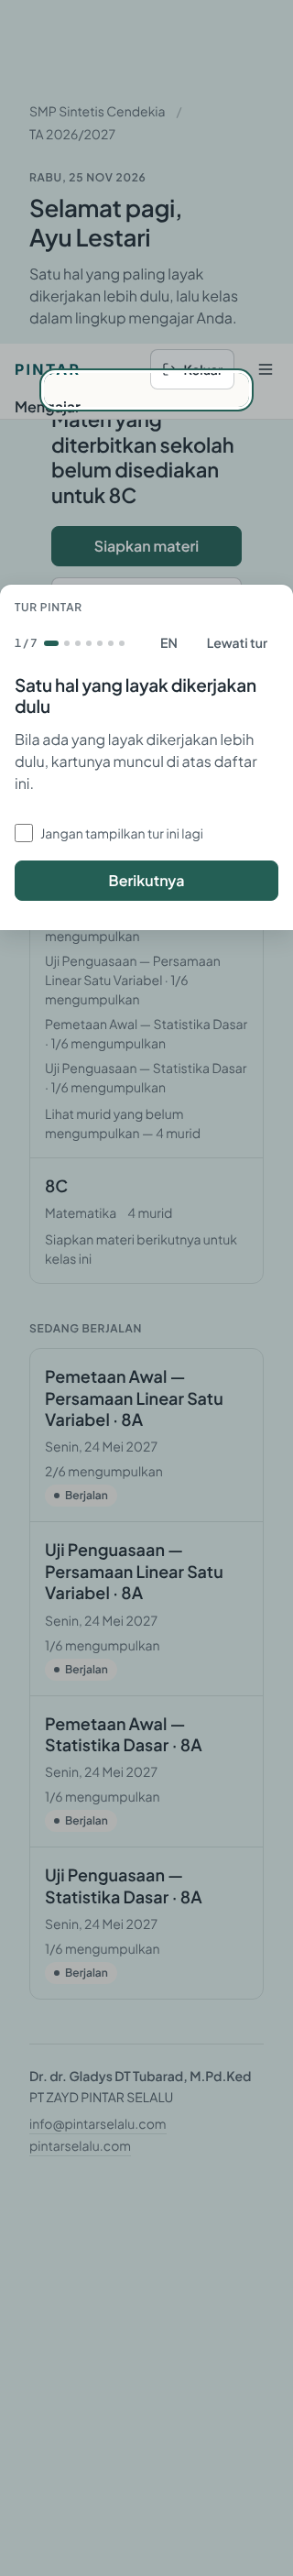 SMP Sintetis Cendekia /
TA 2026/2027
RABU, 25 NOV 2026
Selamat pagi,
Ayu Lestari
Satu hal yang paling layak
dikerjakan lebih dulu, lalu kelas
dalam lingkup mengajar Anda.
PINTAR
Keluar
Mengajar
Materi yang
diterbitkan sekolah
belum disediakan
untuk 8C
Siapkan materi
TUR PINTAR
1 / 7
EN
Lewati tur
Satu hal yang layak dikerjakan
dulu
Bila ada yang layak dikerjakan lebih
dulu, kartunya muncul di atas daftar
ini.
Jangan tampilkan tur ini lagi
Berikutnya
mengumpulkan
Uji Penguasaan — Persamaan
Linear Satu Variabel · 1/6
mengumpulkan
Pemetaan Awal — Statistika Dasar
· 1/6 mengumpulkan
Uji Penguasaan — Statistika Dasar
· 1/6 mengumpulkan
Lihat murid yang belum
mengumpulkan — 4 murid
8C
Matematika 4 murid
Siapkan materi berikutnya untuk
kelas ini
SEDANG BERJALAN
Pemetaan Awal —
Persamaan Linear Satu
Variabel · 8A
Senin, 24 Mei 2027
2/6 mengumpulkan
Berjalan
Uji Penguasaan —
Persamaan Linear Satu
Variabel · 8A
Senin, 24 Mei 2027
1/6 mengumpulkan
Berjalan
Pemetaan Awal —
Statistika Dasar · 8A
Senin, 24 Mei 2027
1/6 mengumpulkan
Berjalan
Uji Penguasaan —
Statistika Dasar · 8A
Senin, 24 Mei 2027
1/6 mengumpulkan
Berjalan
Dr. dr. Gladys DT Tubarad, M.Pd.Ked
PT ZAYD PINTAR SELALU
info@pintarselalu.com
pintarselalu.com